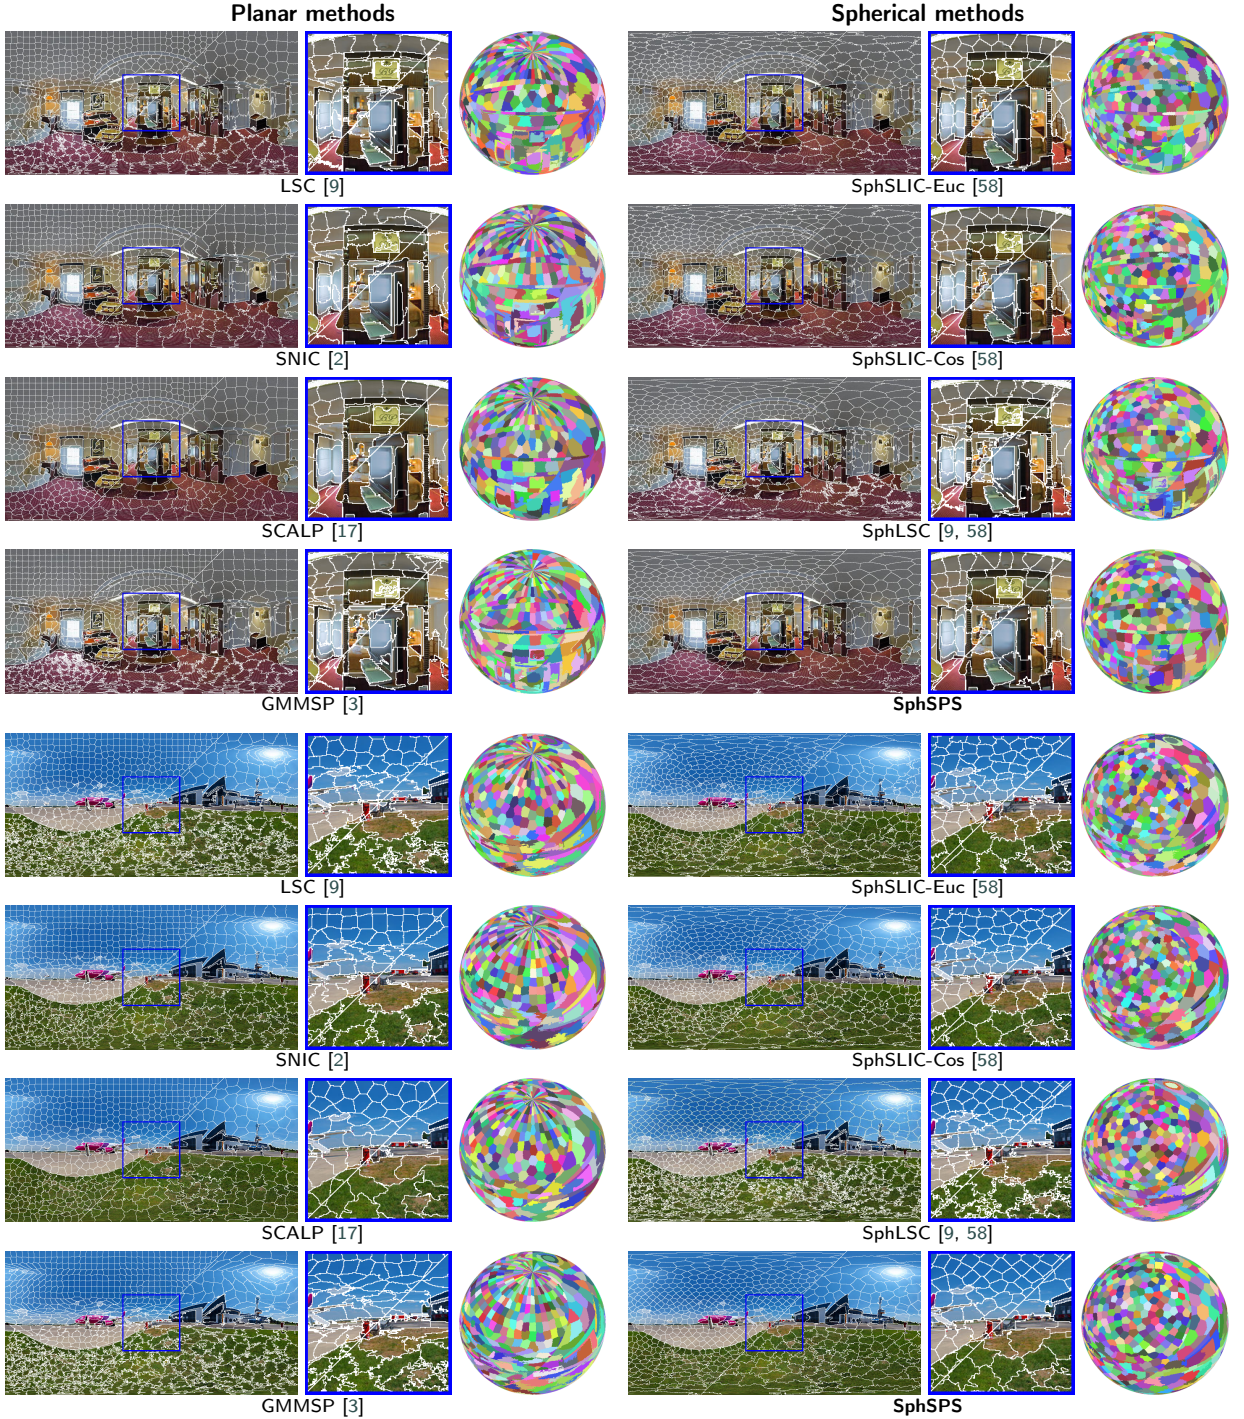 Planar methods
Spherical methods
LSC [9]
SphSLIC-Euc [58]
SNIC [2]
SphSLIC-Cos [58]
SCALP [17]
SphLSC [9, 58]
GMMSP [3]
SphSPS
LSC [9]
SphSLIC-Euc [58]
SNIC [2]
SphSLIC-Cos [58]
SCALP [17]
SphLSC [9, 58]
GMMSP [3]
SphSPS